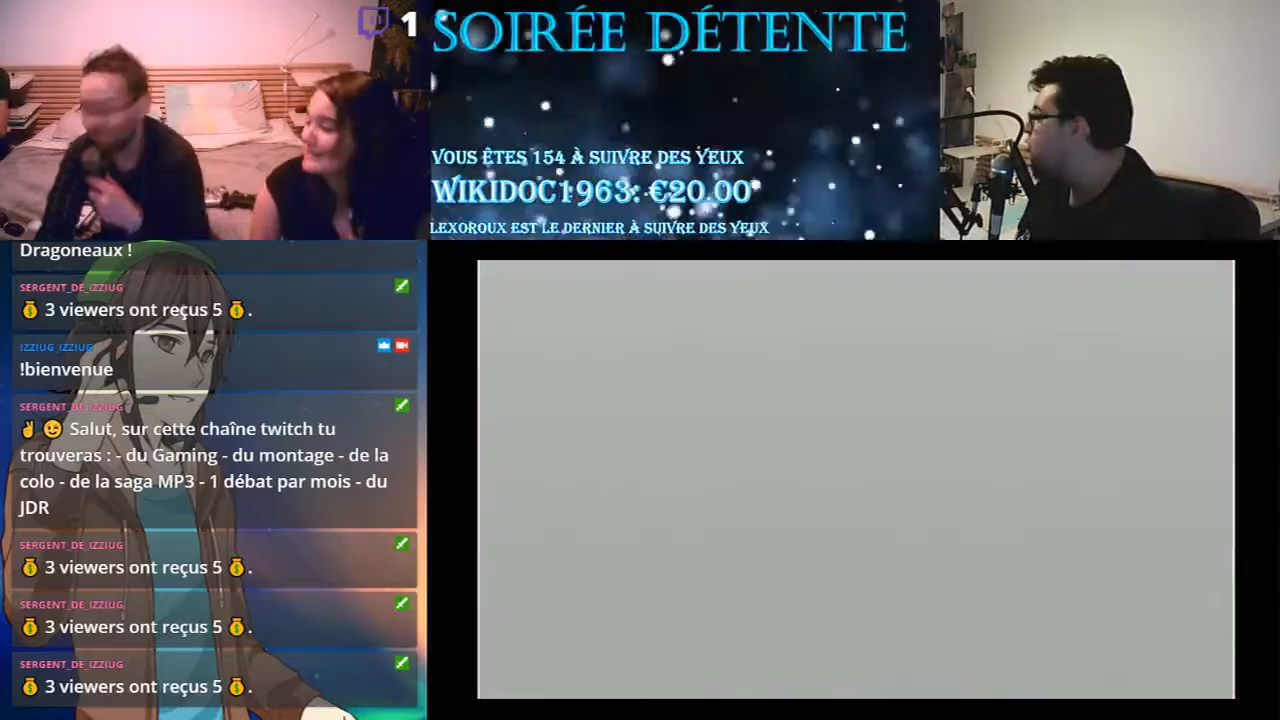 1
SOIRÉE DÉTENTE
VOUS ÊTES 154 À SUIVRE DES YEUX
WIKIDOC1963: €20.00
LEXOROUX EST LE DERNIER À SUIVRE DES YEUX
Dragoneaux !
SERGENT_DE_IZZIUG
3 viewers ont reçus 5 .
IZZIUG_IZZIUG
!bienvenue
SERGENT_DE_IZZIUG
Salut, sur cette chaîne twitch tu
trouveras : - du Gaming - du montage - de la
colo - de la saga MP3 - 1 débat par mois - du
JDR
SERGENT_DE_IZZIUG
3 viewers ont reçus 5 .
SERGENT_DE_IZZIUG
3 viewers ont reçus 5 .
SERGENT_DE_IZZIUG
3 viewers ont reçus 5 .